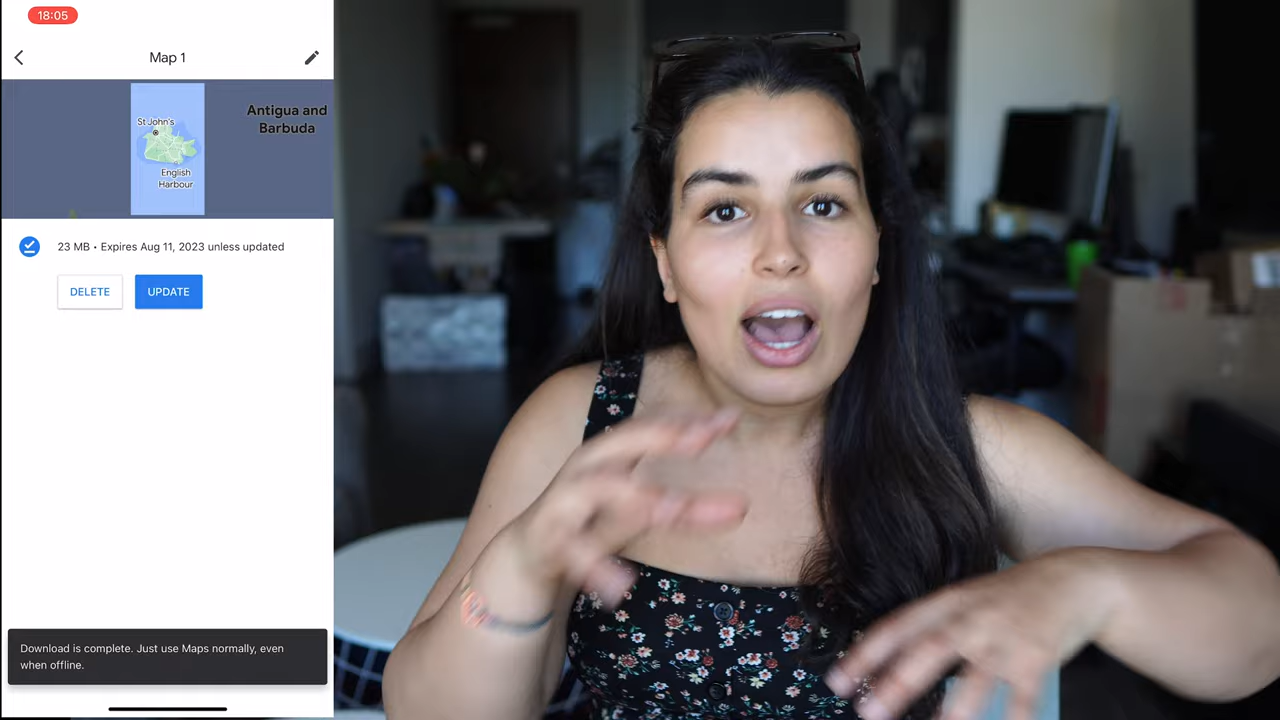 18:05
Map 1
Antigua and
Barbuda
St John's
English
Harbour
23 MB • Expires Aug 11, 2023 unless updated
DELETE
UPDATE
Download is complete. Just use Maps normally, even
when offline.